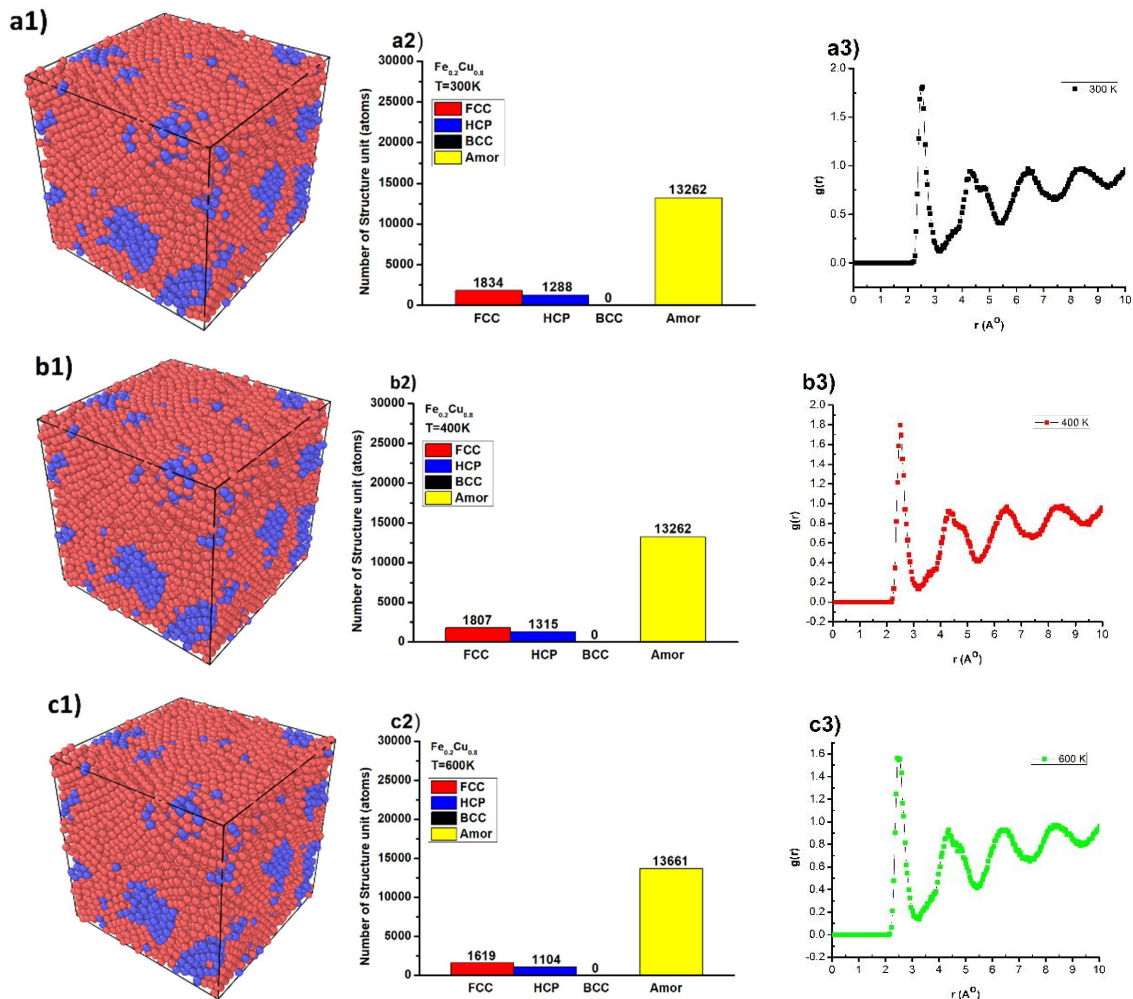 a1)
a2)
Fe0.2Cu0.8
T=300K
FCC
HCP
BCC
Amor
Number of Structure unit (atoms)
30000
25000
20000
15000
10000
5000
0
1834
1288
0
13262
FCC HCP BCC Amor
a3)
300 K
g(r)
2.0
1.5
1.0
0.5
0.0
0 1 2 3 4 5 6 7 8 9 10
r (A^O)
b1)
b2)
Fe0.2Cu0.8
T=400K
FCC
HCP
BCC
Amor
Number of Structure unit (atoms)
30000
25000
20000
15000
10000
5000
0
1807
1315
0
13262
FCC HCP BCC Amor
b3)
400 K
g(r)
2.0
1.8
1.6
1.4
1.2
1.0
0.8
0.6
0.4
0.2
0.0
-0.2
0 1 2 3 4 5 6 7 8 9 10
r (A^O)
c1)
c2)
Fe0.2Cu0.8
T=600K
FCC
HCP
BCC
Amor
Number of Structure unit (atoms)
30000
25000
20000
15000
10000
5000
0
1619
1104
0
13661
FCC HCP BCC Amor
c3)
600 K
g(r)
1.6
1.4
1.2
1.0
0.8
0.6
0.4
0.2
0.0
-0.2
0 1 2 3 4 5 6 7 8 9 10
r (A^O)